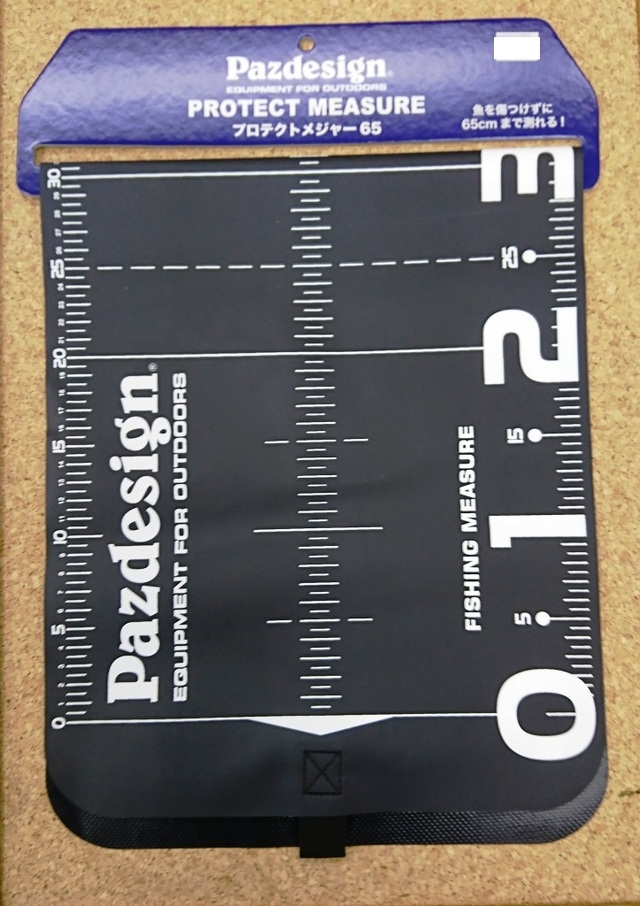 Pazdesign®
EQUIPMENT FOR OUTDOORS
PROTECT MEASURE
プロテクトメジャー65
魚を傷つけずに
65cmまで測れる！
30
25
20
15
10
5
0
Pazdesign®
EQUIPMENT FOR OUTDOORS
FISHING MEASURE
3
25
2
15
1
5
0